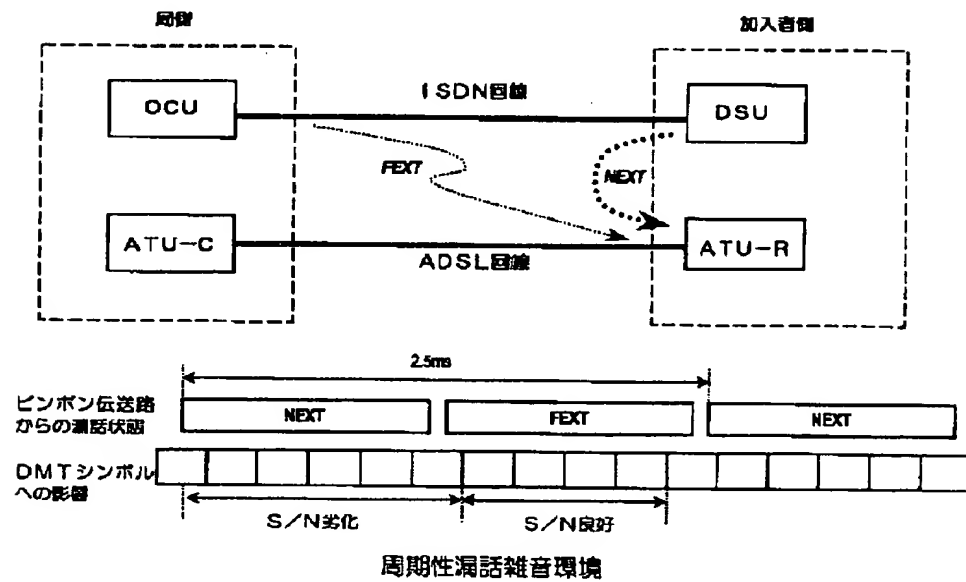 局側
加入者側
OCU
ISDN回線
DSU
FEXT
NEXT
ATU-C
ADSL回線
ATU-R
2.5ms
ピンポン伝送路
からの漏話状態
NEXT
FEXT
NEXT
DMTシンボル
への影響
S/N劣化
S/N良好
周期性漏話雑音環境